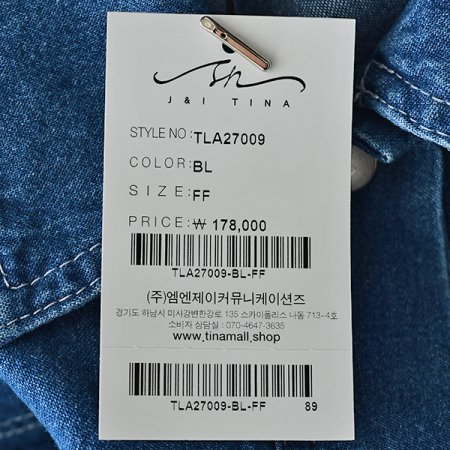 J & I TINA
STYLE NO : TLA27009
COLOR: BL
SIZE: FF
PRICE: ₩ 178,000
TLA27009-BL-FF
(주)엠엔제이커뮤니케이션즈
경기도 하남시 미사강변한강로 135 스카이폴리스 나동 713-4호
소비자 상담실 : 070-4647-3635
www.tinamall.shop
TLA27009-BL-FF 89